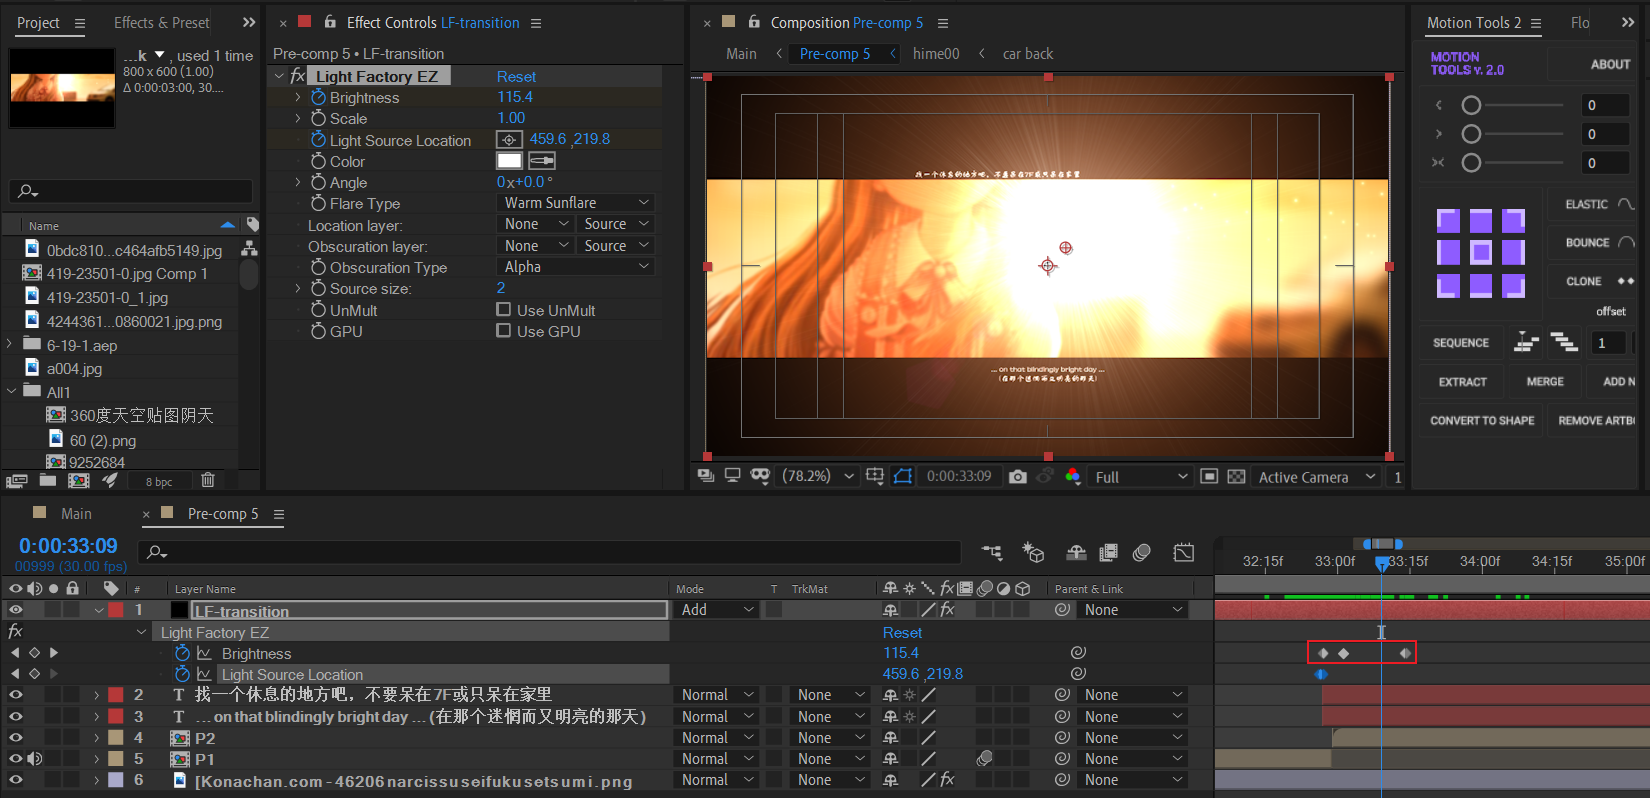 Project
Effects & Preset
...k , used 1 time
800 x 600 (1.00)
Δ 0:00:03:00, 30....
Name
0bdc810...c464afb5149.jpg
419-23501-0.jpg Comp 1
419-23501-0_1.jpg
4244361...0860021.jpg.png
6-19-1.aep
a004.jpg
All1
360度天空贴图阴天
60 (2).png
9252684
8 bpc
Effect Controls LF-transition
Pre-comp 5 • LF-transition
fx Light Factory EZ Reset
Brightness 115.4
Scale 1.00
Light Source Location 459.6 ,219.8
Color
Angle 0x+0.0°
Flare Type Warm Sunflare
Location layer: None Source
Obscuration layer: None Source
Obscuration Type Alpha
Source size: 2
UnMult Use UnMult
GPU Use GPU
Composition Pre-comp 5
Main Pre-comp 5 hime00 car back
找一个休息的地方吧，不要呆在7F或只呆在家里
... on that blindingly bright day ...
(在那个迷惘而又明亮的那天)
(78.2%) 0:00:33:09 Full Active Camera 1
Motion Tools 2 Flo
MOTION
TOOLS v. 2.0
ABOUT
0
0
0
ELASTIC
BOUNCE
CLONE
offset
SEQUENCE 1
EXTRACT MERGE ADD N
CONVERT TO SHAPE REMOVE ARTB
Main Pre-comp 5
0:00:33:09
00999 (30.00 fps)
32:15f 33:00f 33:15f 34:00f 34:15f 35:00f
# Layer Name Mode T TrkMat fx Parent & Link
1 LF-transition Add fx None
fx Light Factory EZ Reset
Brightness 115.4
Light Source Location 459.6 ,219.8
2 T 找一个休息的地方吧，不要呆在7F或只呆在家里 Normal None None
3 T ... on that blindingly bright day ... (在那个迷惘而又明亮的那天) Normal None None
4 P2 Normal None None
5 P1 Normal None None
6 [Konachan.com - 46206 narcissu seifuku setsumi.png Normal None fx None